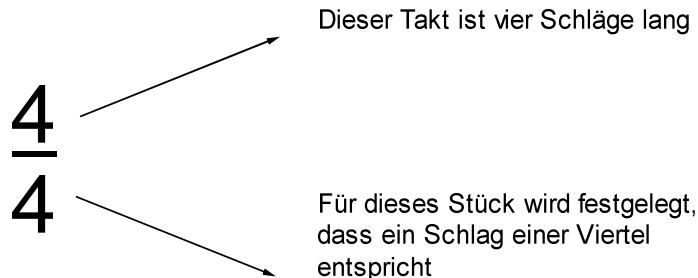 Dieser Takt ist vier Schläge lang
4
4
Für dieses Stück wird festgelegt,
dass ein Schlag einer Viertel
entspricht